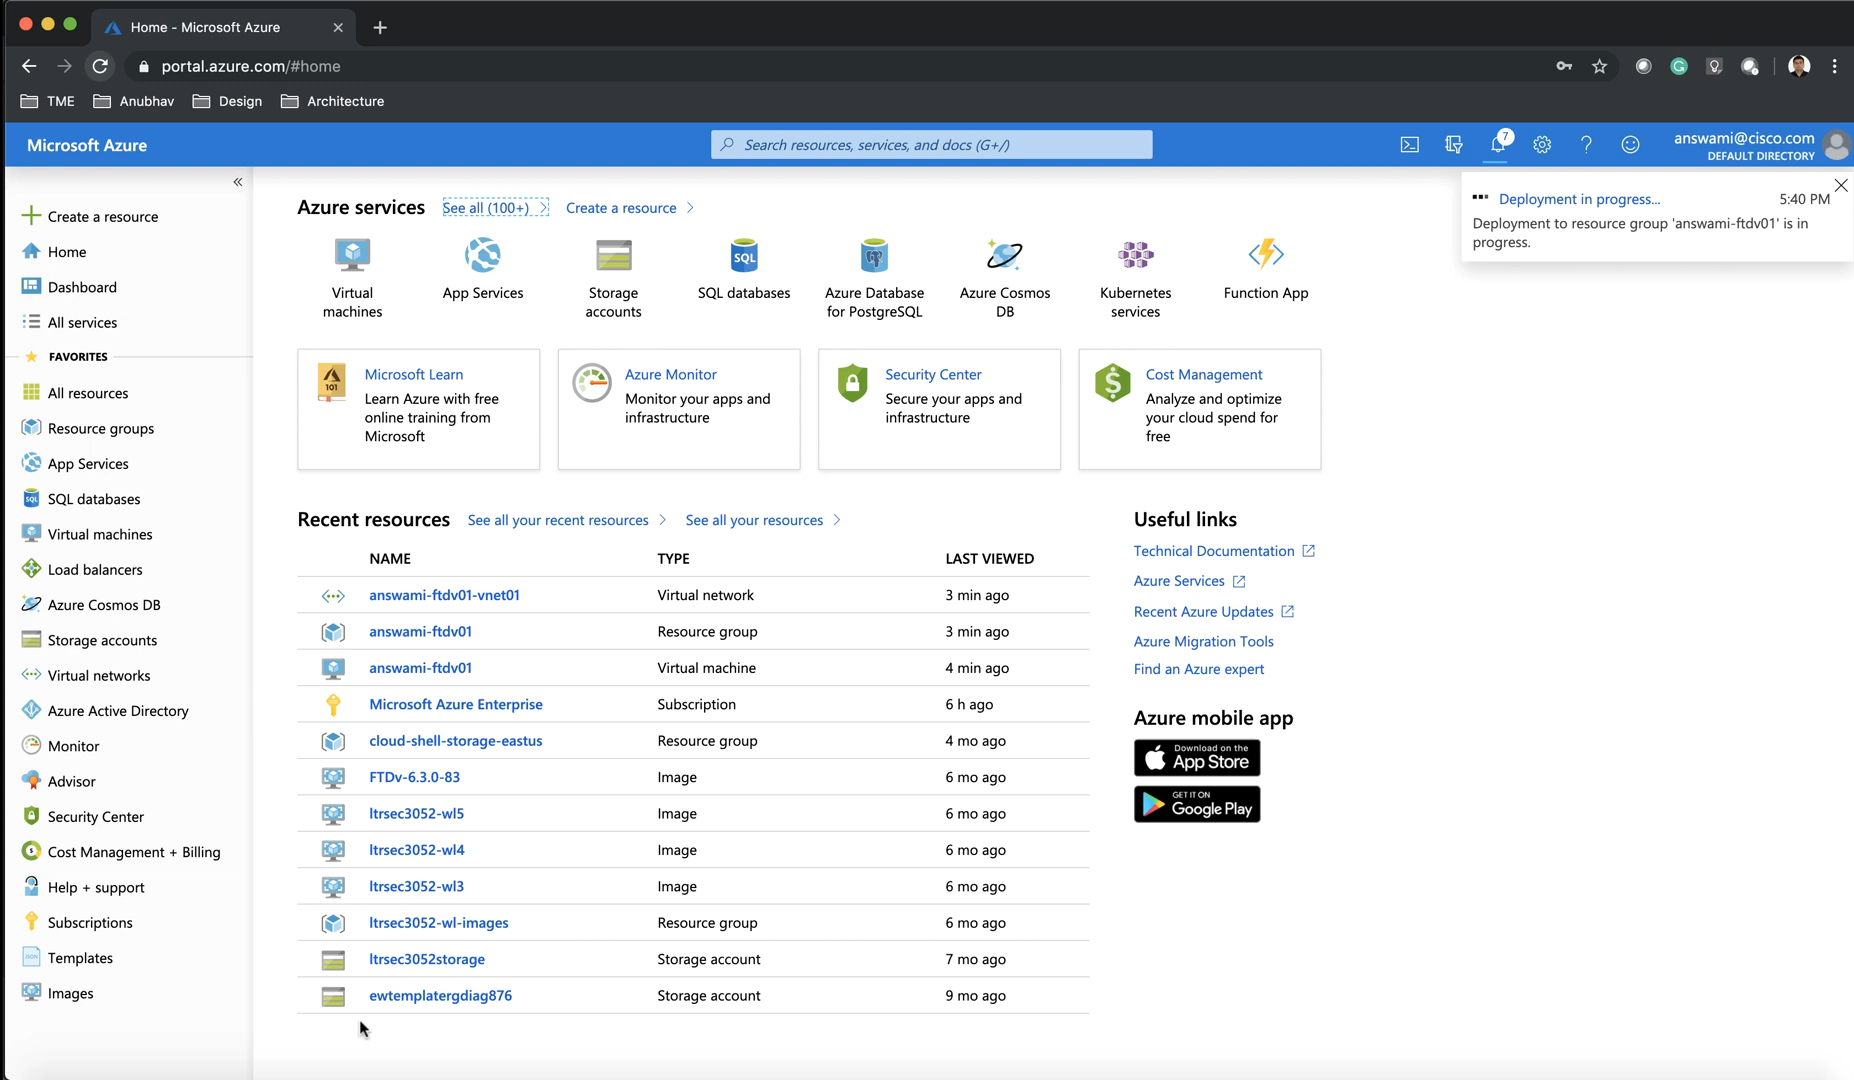 Home - Microsoft Azure
portal.azure.com/#home
TME
Anubhav
Design
Architecture
Microsoft Azure
Search resources, services, and docs (G+/)
7
answami@cisco.com
DEFAULT DIRECTORY
Deployment in progress...
5:40 PM
Deployment to resource group 'answami-ftdv01' is in
progress.
Create a resource
Home
Dashboard
All services
FAVORITES
All resources
Resource groups
App Services
SQL databases
Virtual machines
Load balancers
Azure Cosmos DB
Storage accounts
Virtual networks
Azure Active Directory
Monitor
Advisor
Security Center
Cost Management + Billing
Help + support
Subscriptions
Templates
Images
Azure services
See all (100+)
Create a resource
Virtual
machines
App Services
Storage
accounts
SQL
SQL databases
Azure Database
for PostgreSQL
Azure Cosmos
DB
Kubernetes
services
Function App
101
Microsoft Learn
Learn Azure with free
online training from
Microsoft
Azure Monitor
Monitor your apps and
infrastructure
Security Center
Secure your apps and
infrastructure
Cost Management
Analyze and optimize
your cloud spend for
free
Recent resources
See all your recent resources
See all your resources
NAME TYPE LAST VIEWED
answami-ftdv01-vnet01 Virtual network 3 min ago
answami-ftdv01 Resource group 3 min ago
answami-ftdv01 Virtual machine 4 min ago
Microsoft Azure Enterprise Subscription 6 h ago
cloud-shell-storage-eastus Resource group 4 mo ago
FTDv-6.3.0-83 Image 6 mo ago
ltrsec3052-wl5 Image 6 mo ago
ltrsec3052-wl4 Image 6 mo ago
ltrsec3052-wl3 Image 6 mo ago
ltrsec3052-wl-images Resource group 6 mo ago
ltrsec3052storage Storage account 7 mo ago
ewtemplatergdiag876 Storage account 9 mo ago
Useful links
Technical Documentation
Azure Services
Recent Azure Updates
Azure Migration Tools
Find an Azure expert
Azure mobile app
Download on the
App Store
GET IT ON
Google Play